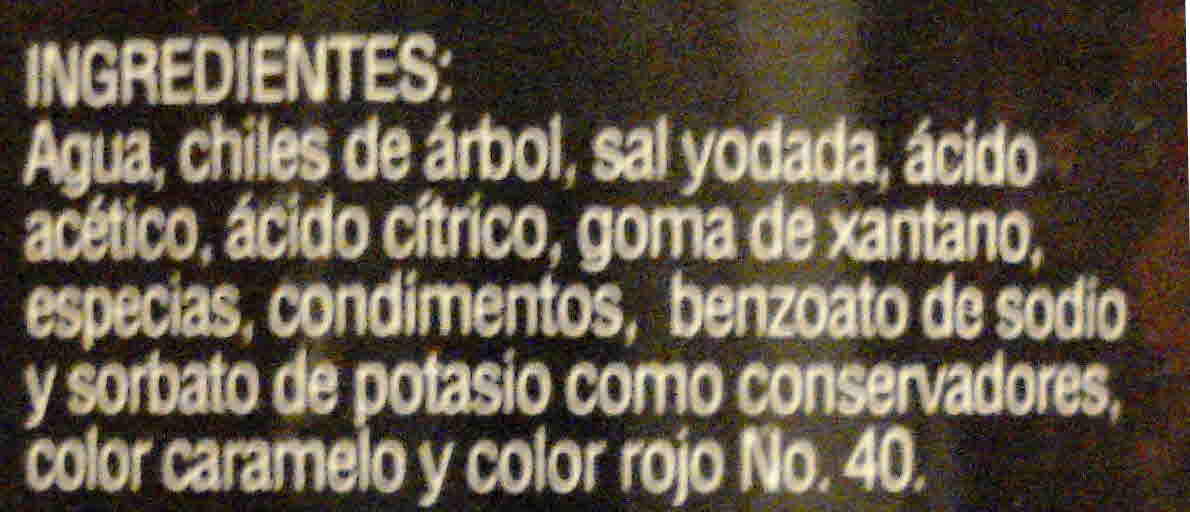 INGREDIENTES:
Agua, chiles de árbol, sal yodada, ácido
acético, ácido cítrico, goma de xantano,
especias, condimentos, benzoato de sodio
y sorbato de potasio como conservadores,
color caramelo y color rojo No. 40.